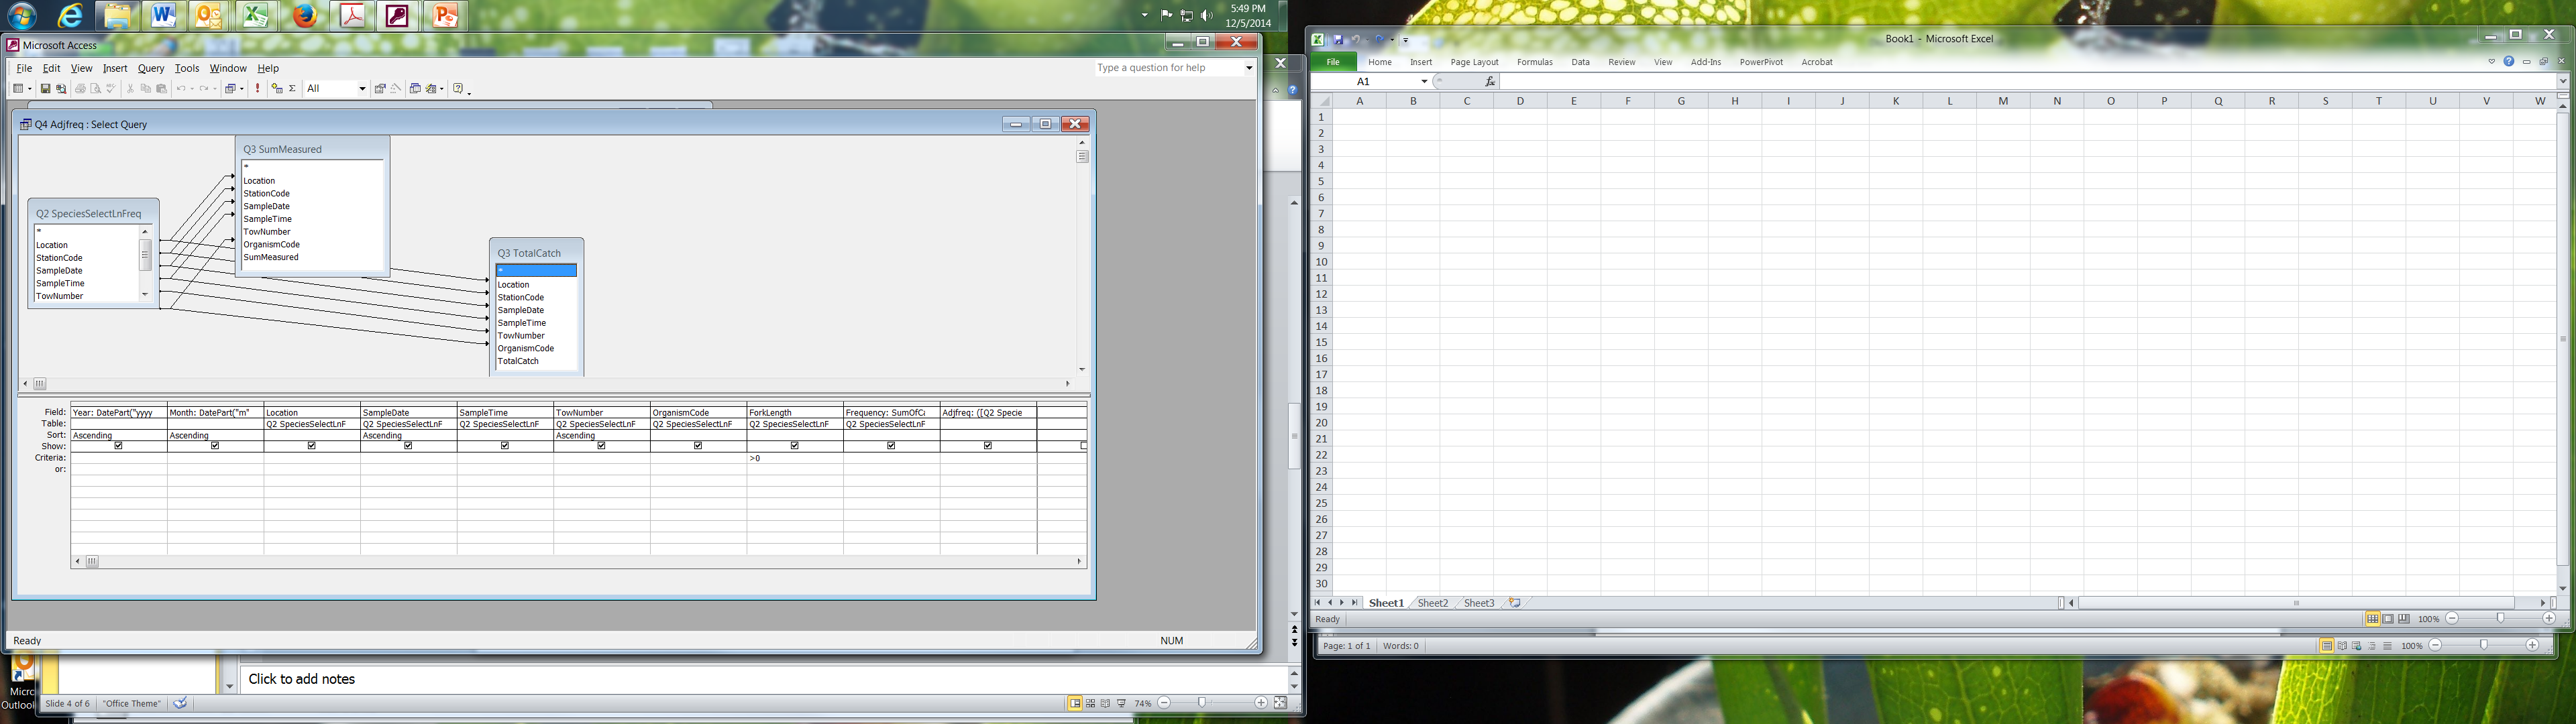 5:49 PM
12/5/2014
Microsoft Access
File Edit View Insert Query Tools Window Help
Type a question for help
All
Q4 Adjfreq : Select Query
Q3 SumMeasured
*
Location
StationCode
SampleDate
SampleTime
TowNumber
OrganismCode
SumMeasured
Q2 SpeciesSelectLnFreq
*
Location
StationCode
SampleDate
SampleTime
TowNumber
Q3 TotalCatch
*
Location
StationCode
SampleDate
SampleTime
TowNumber
OrganismCode
TotalCatch
Field: Year: DatePart("yyyy Month: DatePart("m" Location SampleDate SampleTime TowNumber OrganismCode ForkLength Frequency: SumOfCa Adjfreq: ([Q2 Specie
Table: Q2 SpeciesSelectLnF Q2 SpeciesSelectLnF Q2 SpeciesSelectLnF Q2 SpeciesSelectLnF Q2 SpeciesSelectLnF Q2 SpeciesSelectLnF Q2 SpeciesSelectLnF
Sort: Ascending Ascending Ascending Ascending
Show:
Criteria: >0
or:
Ready
NUM
Click to add notes
Slide 4 of 6 "Office Theme" 74%
Micro
Outlook
Book1 - Microsoft Excel
File Home Insert Page Layout Formulas Data Review View Add-Ins PowerPivot Acrobat
A1 fx
A B C D E F G H I J K L M N O P Q R S T U V W
1
2
3
4
5
6
7
8
9
10
11
12
13
14
15
16
17
18
19
20
21
22
23
24
25
26
27
28
29
30
Sheet1 Sheet2 Sheet3
Ready 100%
Page: 1 of 1 Words: 0 100%